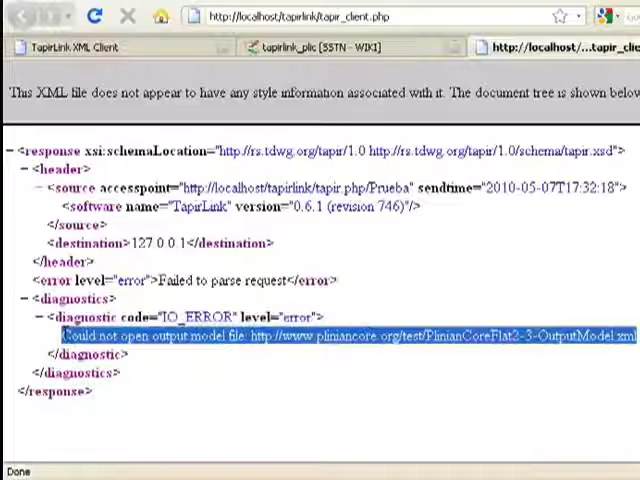 http://localhost/tapirlink/tapir_client.php
TapirLink XML Client
tapirlink_plic [SSTN - WIKI]
http://localhost/...tapir_clie
This XML file does not appear to have any style information associated with it. The document tree is shown below
− <response xsi:schemaLocation="http://rs.tdwg.org/tapir/1.0 http://rs.tdwg.org/tapir/1.0/schema/tapir.xsd">
− <header>
− <source accesspoint="http://localhost/tapirlink/tapir.php/Prueba" sendtime="2010-05-07T17:32:18">
<software name="TapirLink" version="0.6.1 (revision 746)"/>
</source>
<destination>127.0.0.1</destination>
</header>
<error level="error">Failed to parse request</error>
− <diagnostics>
− <diagnostic code="IO_ERROR" level="error">
Could not open output model file: http://www.pliniancore.org/test/PlinianCoreFlat2-3-OutputModel.xml
</diagnostic>
</diagnostics>
</response>
Done